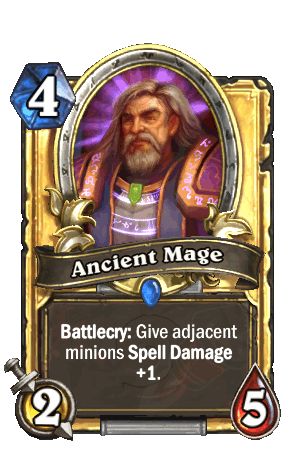 4
Ancient Mage
Battlecry: Give adjacent
minions Spell Damage
+1.
2
5